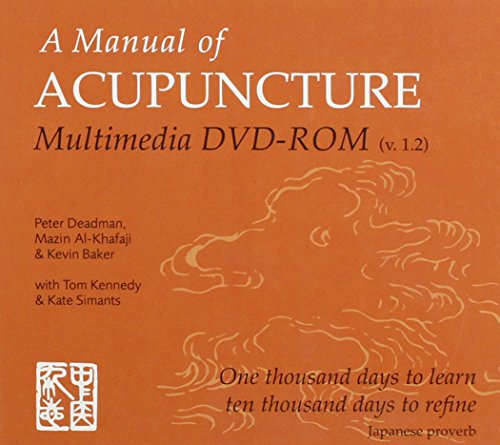 A Manual of
ACUPUNCTURE
Multimedia DVD-ROM (v. 1.2)
Peter Deadman,
Mazin Al-Khafaji
& Kevin Baker
with Tom Kennedy
& Kate Simants
One thousand days to learn
ten thousand days to refine
Japanese proverb